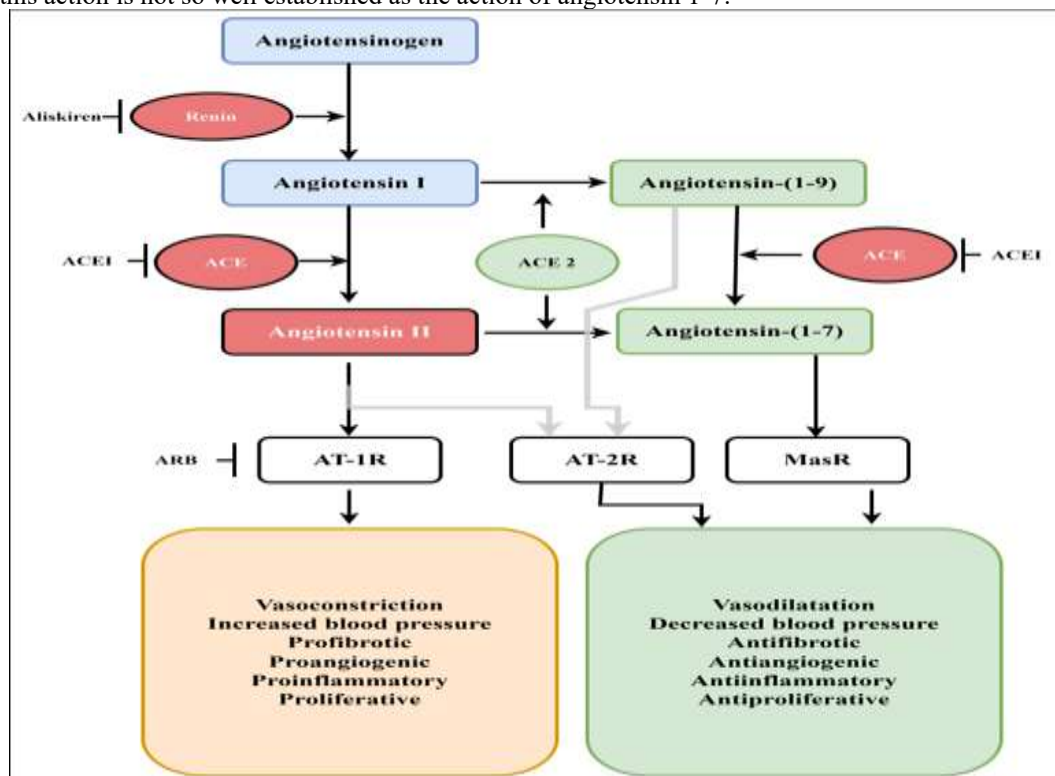 this action is not so well established as the action of angiotensin 1-7.
Angiotensinogen
Aliskiren
Renin
Angiotensin I
Angiotensin-(1-9)
ACEI
ACE
ACE 2
ACE
ACEI
Angiotensin II
Angiotensin-(1-7)
ARB
AT-1R
AT-2R
MasR
Vasoconstriction
Increased blood pressure
Profibrotic
Proangiogenic
Proinflammatory
Proliferative
Vasodilatation
Decreased blood pressure
Antifibrotic
Antiangiogenic
Antiinflammatory
Antiproliferative